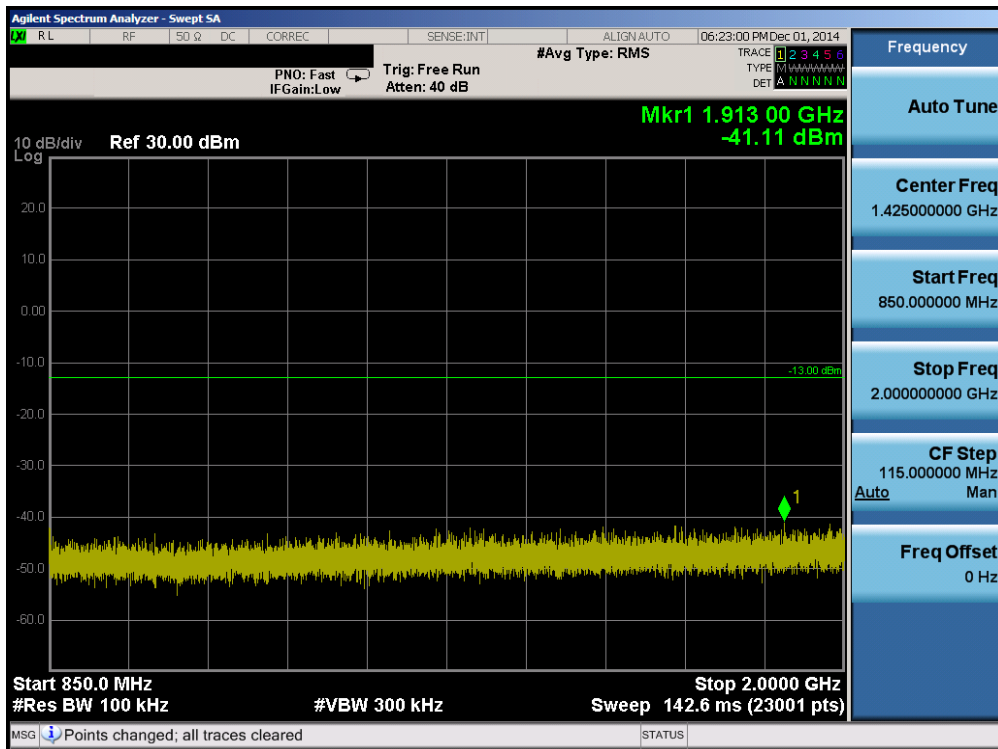 Agilent Spectrum Analyzer - Swept SA
LXI RL RF 50 Ω DC CORREC SENSE:INT ALIGNAUTO 06:23:00 PM Dec 01, 2014
Frequency
#Avg Type: RMS
TRACE 1 2 3 4 5 6
PNO: Fast Trig: Free Run
TYPE M WWWWW
IFGain:Low Atten: 40 dB
DET A N N N N N
Auto Tune
Mkr1 1.913 00 GHz
-41.11 dBm
10 dB/div Ref 30.00 dBm
Log
20.0
10.0
0.00
-10.0
-13.00 dBm
-20.0
-30.0
1
-40.0
-50.0
-60.0
Center Freq
1.425000000 GHz
Start Freq
850.000000 MHz
Stop Freq
2.000000000 GHz
CF Step
115.000000 MHz
Auto Man
Freq Offset
0 Hz
Start 850.0 MHz Stop 2.0000 GHz
#Res BW 100 kHz #VBW 300 kHz Sweep 142.6 ms (23001 pts)
MSG Points changed; all traces cleared STATUS